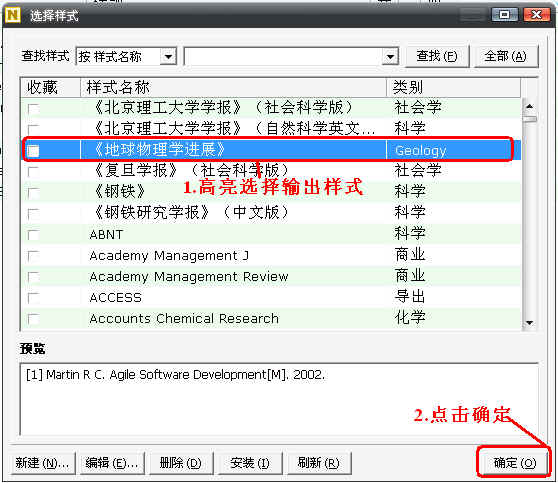 选择样式
查找样式 按 样式名称 查找(F) 全部(A)
收藏 样式名称 类别
《北京理工大学学报》（社会科学版） 社会学
《北京理工大学学报》（自然科学英文... 科学
《地球物理学进展》 Geology
《复旦学报》（社会科学版） 社会学
1.高亮选择输出样式
《钢铁》 科学
《钢铁研究学报》（中文版） 科学
ABNT 科学
Academy Management J 商业
Academy Management Review 商业
ACCESS 导出
Accounts Chemical Research 化学
预览
[1] Martin R C. Agile Software Development[M]. 2002.
2.点击确定
新建(N)... 编辑(E)... 删除(D) 安装(I) 刷新(R) 确定(O)